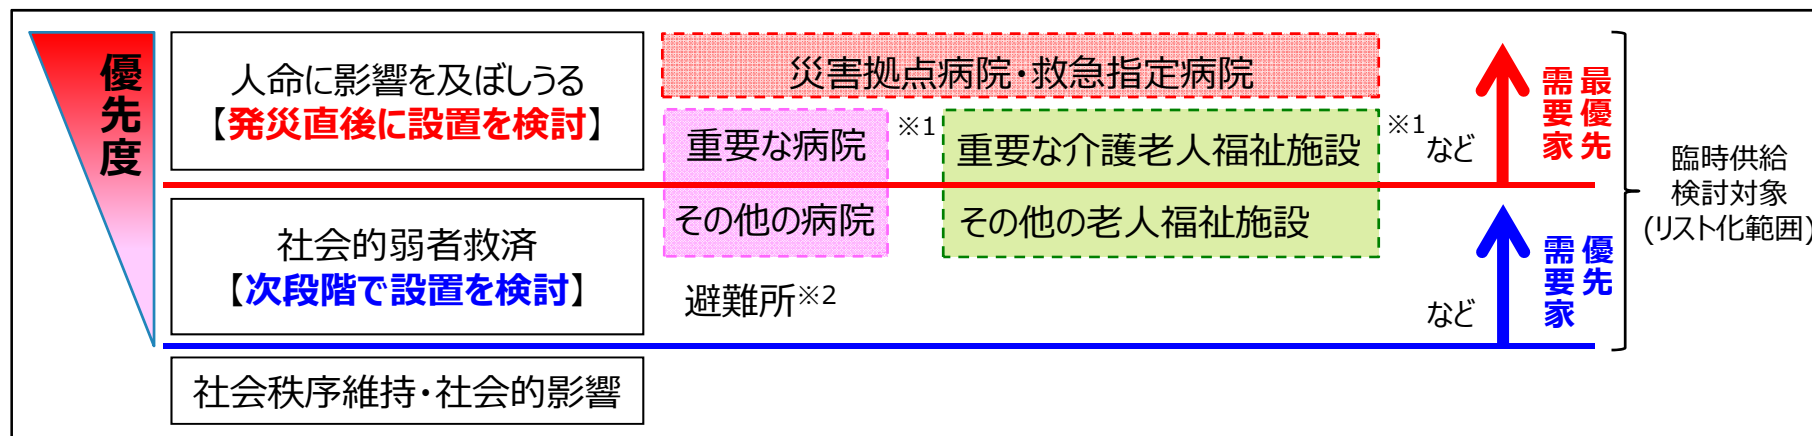 優先度
人命に影響を及ぼしうる
【発災直後に設置を検討】
災害拠点病院・救急指定病院
重要な病院
※1
重要な介護老人福祉施設
※1
など
最優先
需要家
社会的弱者救済
【次段階で設置を検討】
その他の病院
その他の老人福祉施設
避難所※2
など
優先
需要家
臨時供給
検討対象
(リスト化範囲)
社会秩序維持・社会的影響